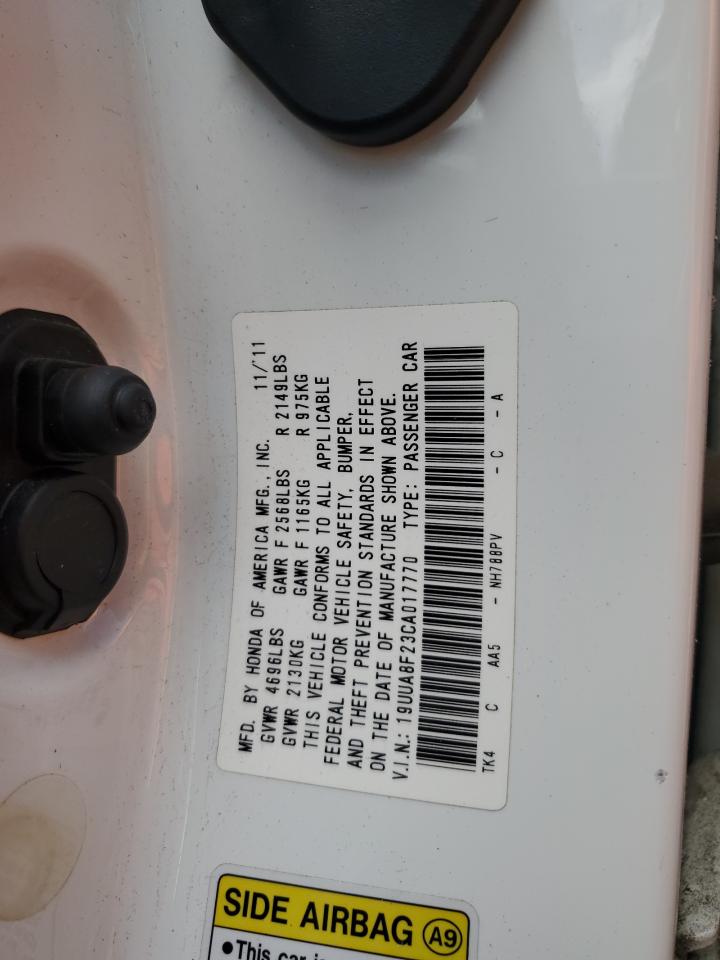 MFD. BY HONDA OF AMERICA MFG., INC. 11/'11
GVWR 4696LBS GAWR F 2568LBS R 2149LBS
GVWR 2130KG GAWR F 1165KG R 975KG
THIS VEHICLE CONFORMS TO ALL APPLICABLE
FEDERAL MOTOR VEHICLE SAFETY, BUMPER,
AND THEFT PREVENTION STANDARDS IN EFFECT
ON THE DATE OF MANUFACTURE SHOWN ABOVE.
V.I.N.: 19UUA8F23CA017770 TYPE: PASSENGER CAR
TK4 C AA5 - NH788PV - C - A
SIDE AIRBAG A9
•This car